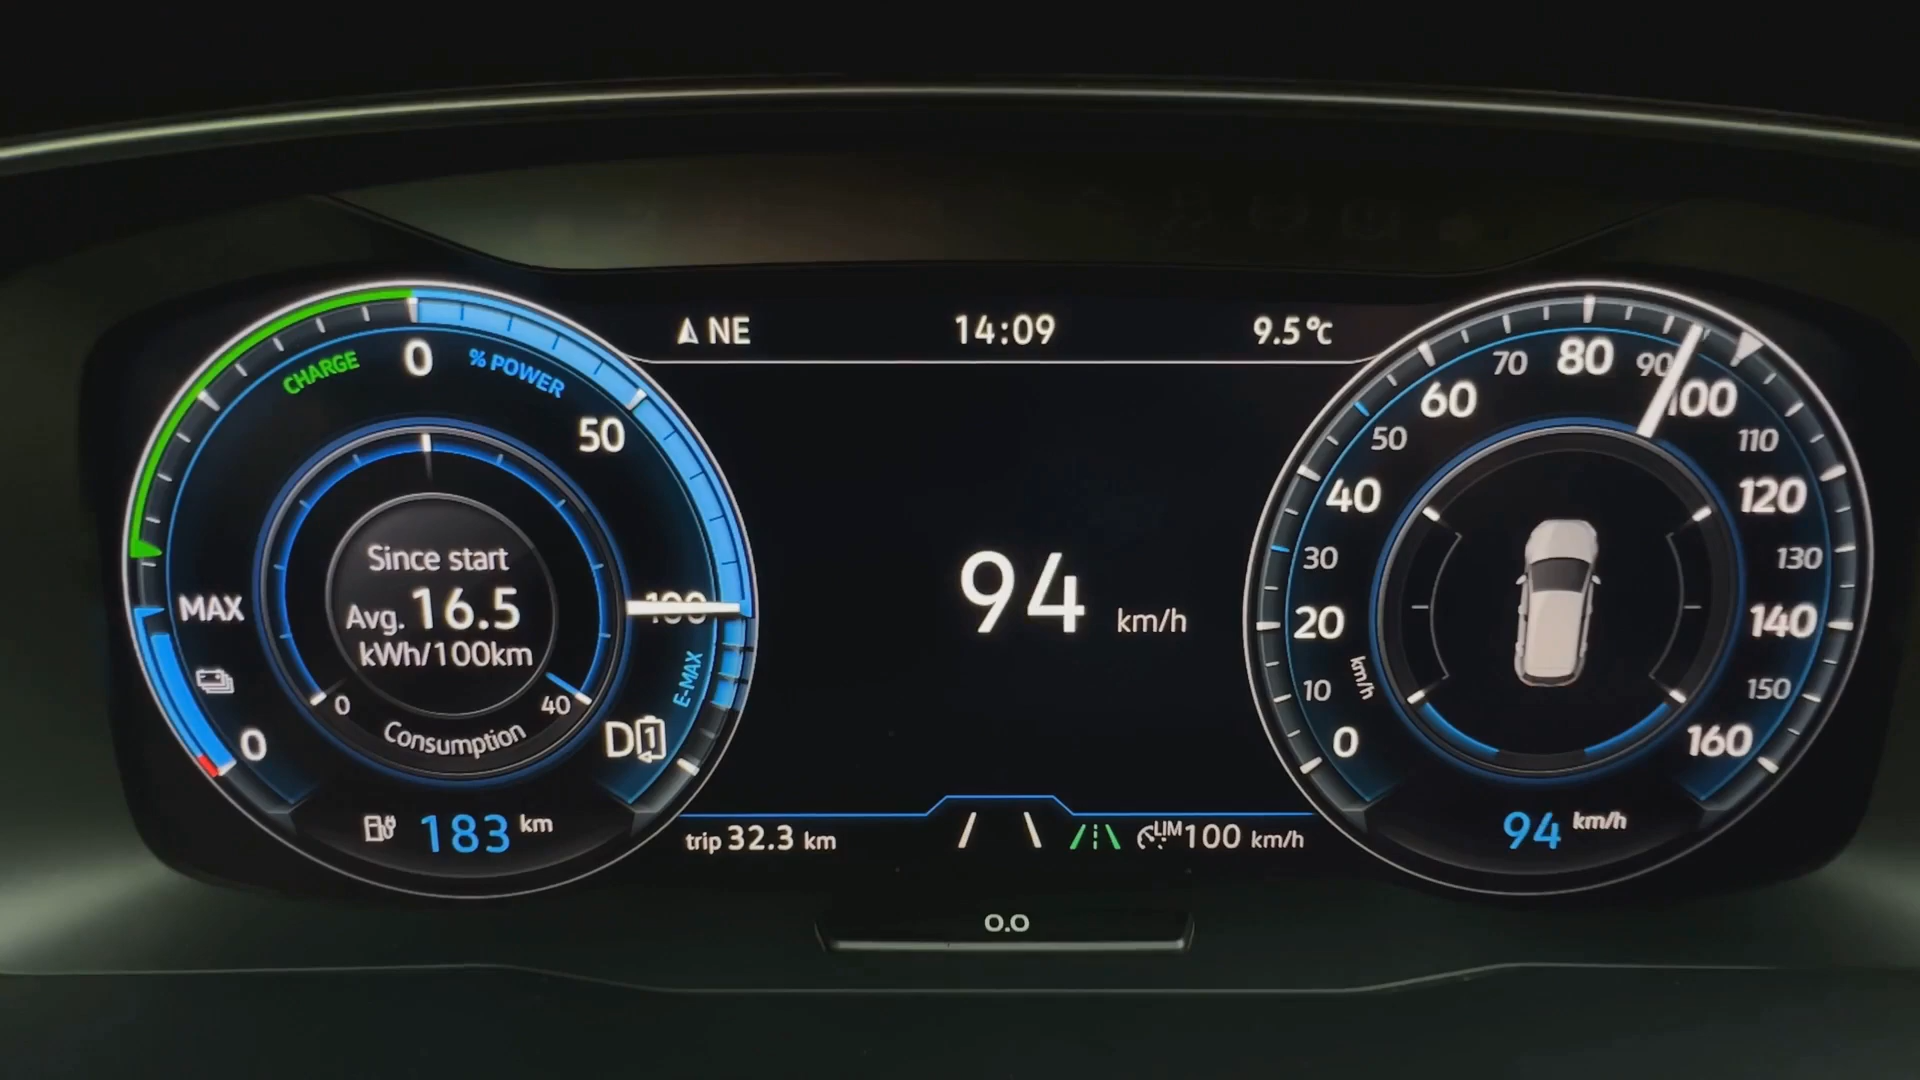 NE
14:09
9.5°C
CHARGE
0
% POWER
50
100
E-MAX
MAX
0
Since start
Avg. 16.5
kWh/100km
0
40
Consumption
D1
183 km
94 km/h
trip 32.3 km
LIM 100 km/h
0.0
0
10
20
30
40
50
60
70
80
90
100
110
120
130
140
150
160
km/h
94 km/h